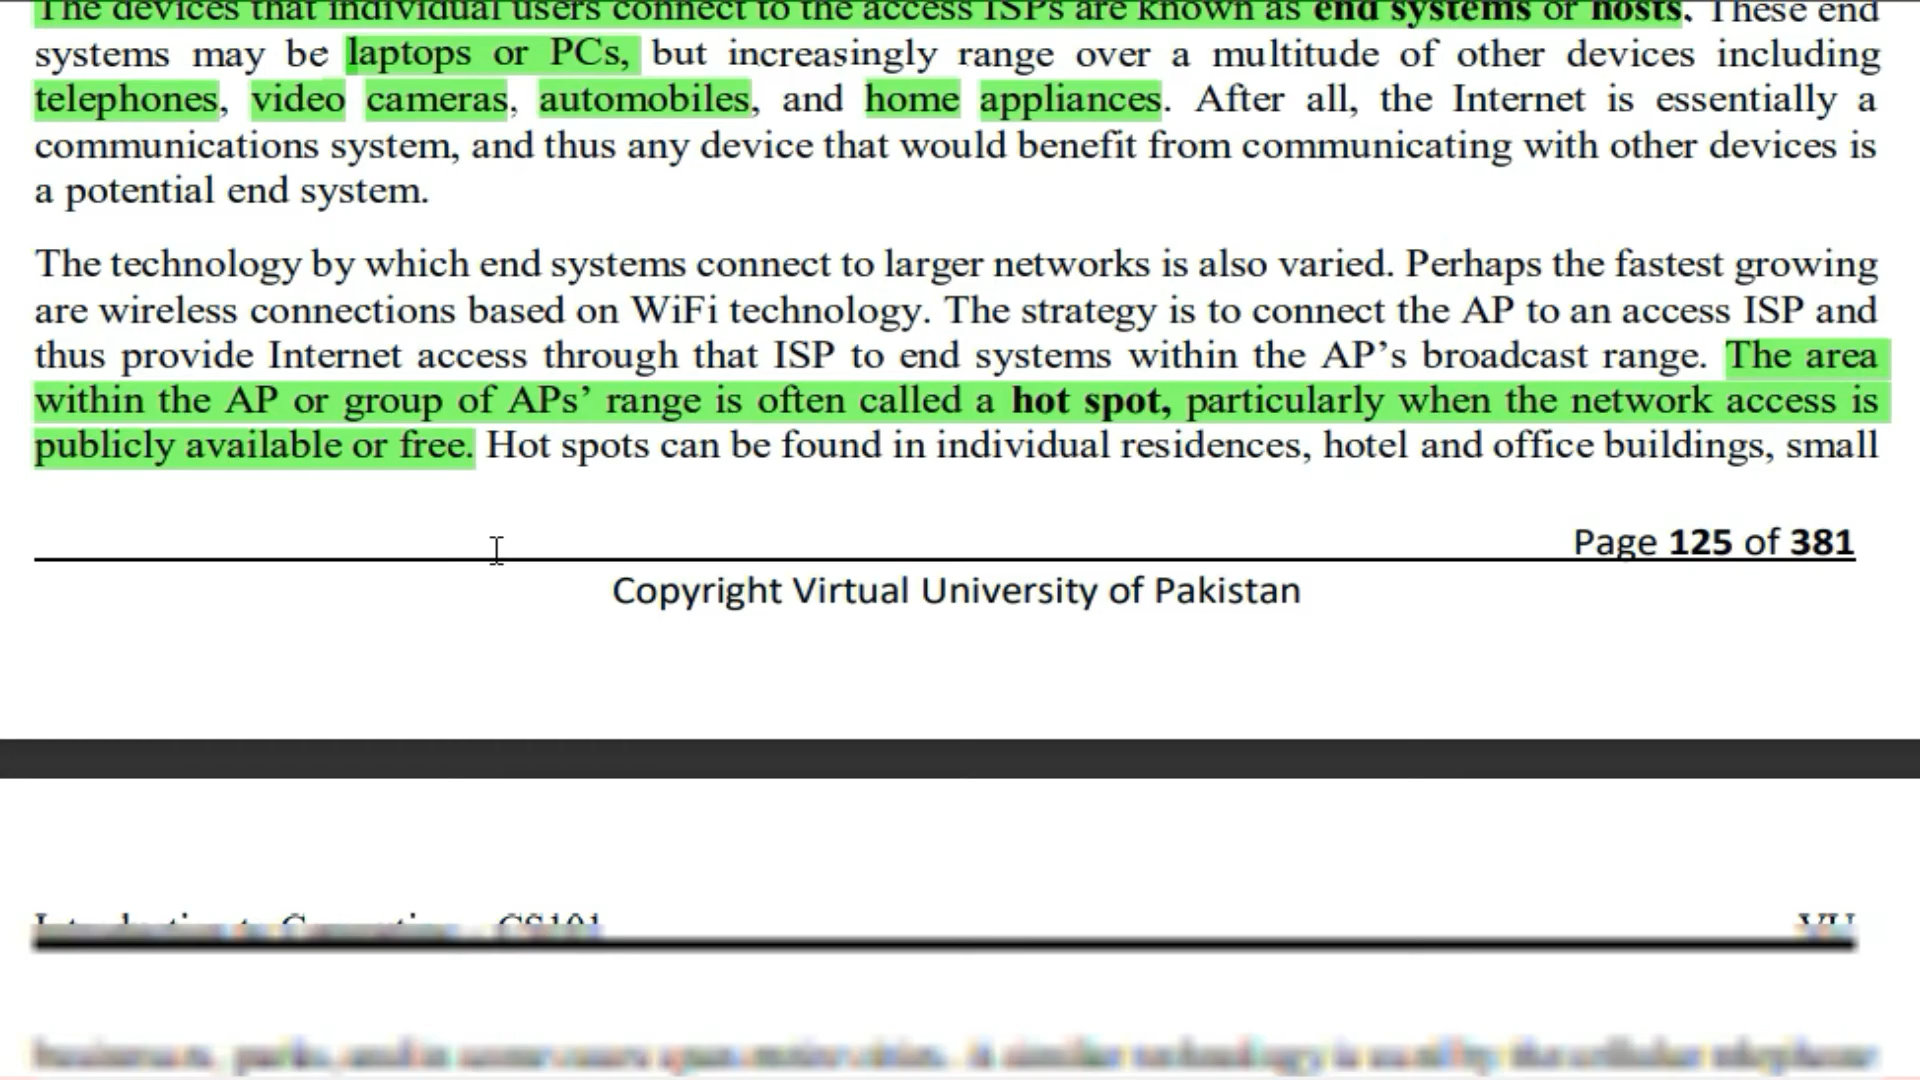 The devices that individual users connect to the access ISPs are known as end systems or hosts. These end
systems may be laptops or PCs, but increasingly range over a multitude of other devices including
telephones, video cameras, automobiles, and home appliances. After all, the Internet is essentially a
communications system, and thus any device that would benefit from communicating with other devices is
a potential end system.
The technology by which end systems connect to larger networks is also varied. Perhaps the fastest growing
are wireless connections based on WiFi technology. The strategy is to connect the AP to an access ISP and
thus provide Internet access through that ISP to end systems within the AP’s broadcast range. The area
within the AP or group of APs’ range is often called a hot spot, particularly when the network access is
publicly available or free. Hot spots can be found in individual residences, hotel and office buildings, small
Page 125 of 381
Copyright Virtual University of Pakistan
Introduction to Computing - CS101 VU